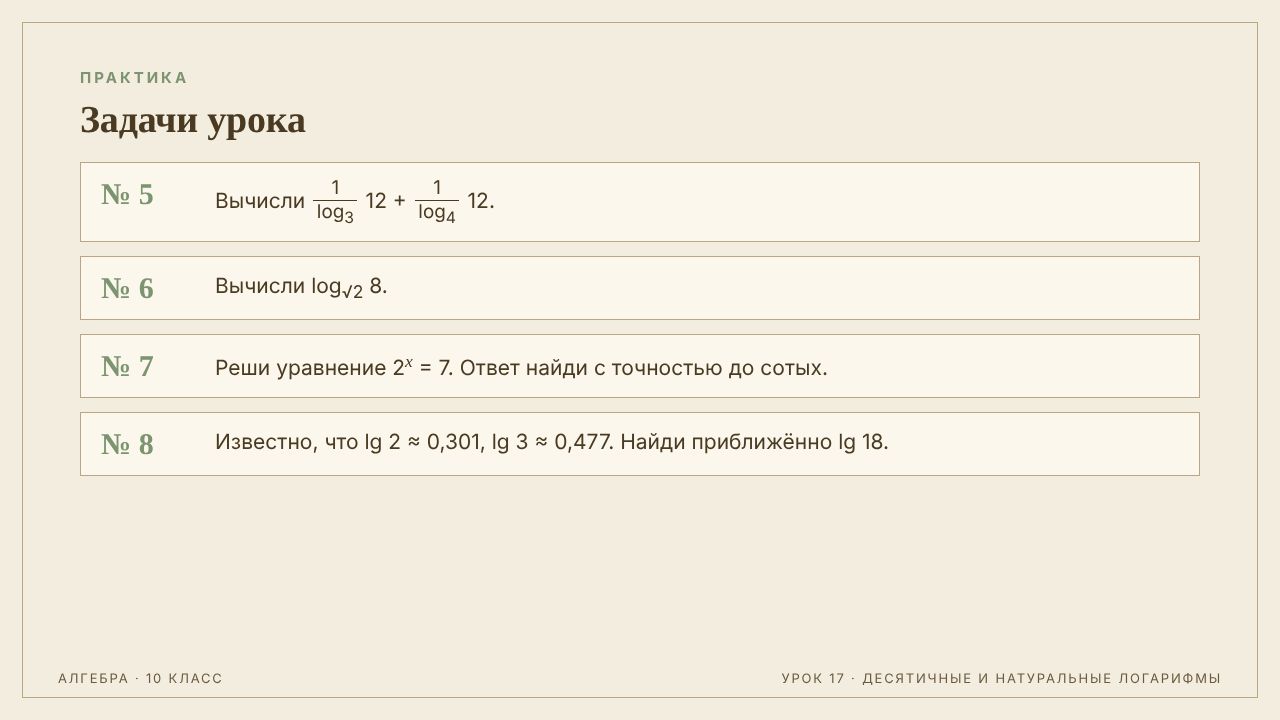 ПРАКТИКА
Задачи урока
№ 5 Вычисли 1/log₃ 12 + 1/log₄ 12.
№ 6 Вычисли log√2 8.
№ 7 Реши уравнение 2ˣ = 7. Ответ найди с точностью до сотых.
№ 8 Известно, что lg 2 ≈ 0,301, lg 3 ≈ 0,477. Найди приближённо lg 18.
АЛГЕБРА · 10 КЛАСС
УРОК 17 · ДЕСЯТИЧНЫЕ И НАТУРАЛЬНЫЕ ЛОГАРИФМЫ